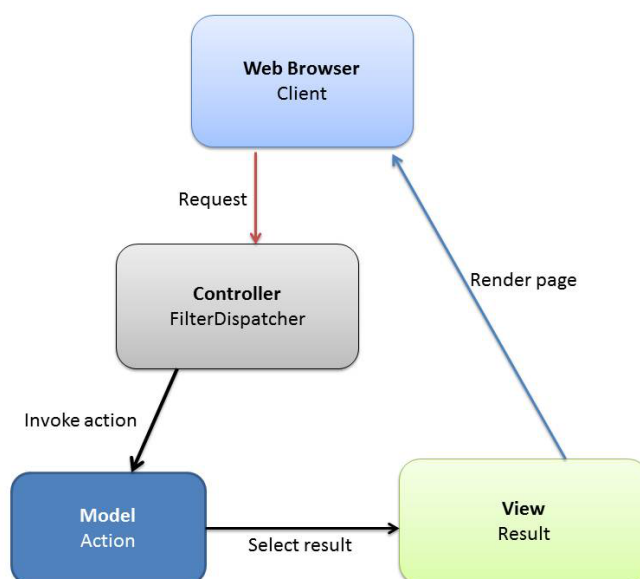 Web Browser
Client
Request
Controller
FilterDispatcher
Render page
Invoke action
Model
Action
Select result
View
Result